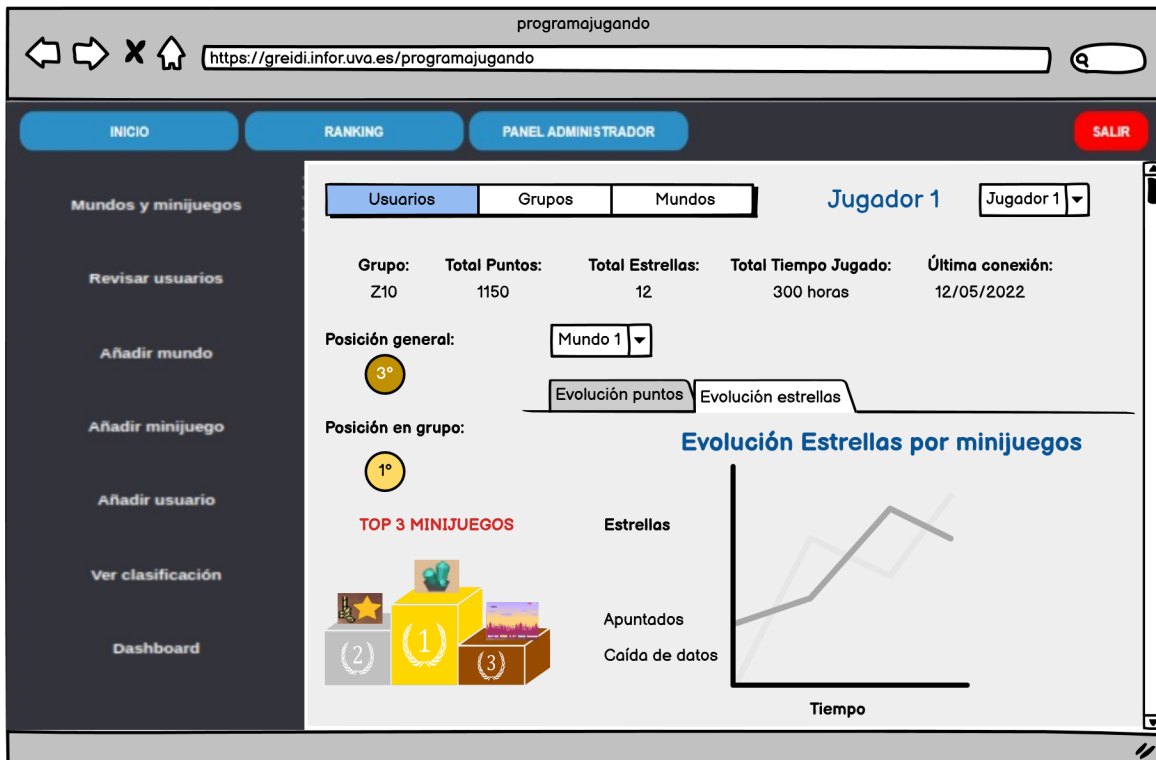 programajugando
https://greidi.infor.uva.es/programajugando
INICIO RANKING PANEL ADMINISTRADOR SALIR
Mundos y minijuegos
Revisar usuarios
Añadir mundo
Añadir minijuego
Añadir usuario
Ver clasificación
Dashboard
Usuarios Grupos Mundos Jugador 1 Jugador 1
Grupo: Total Puntos: Total Estrellas: Total Tiempo Jugado: Última conexión:
Z10 1150 12 300 horas 12/05/2022
Posición general: Mundo 1
3°
Evolución puntos Evolución estrellas
Posición en grupo:
1°
Evolución Estrellas por minijuegos
TOP 3 MINIJUEGOS
(2) (1) (3)
Estrellas
Apuntados
Caída de datos
Tiempo